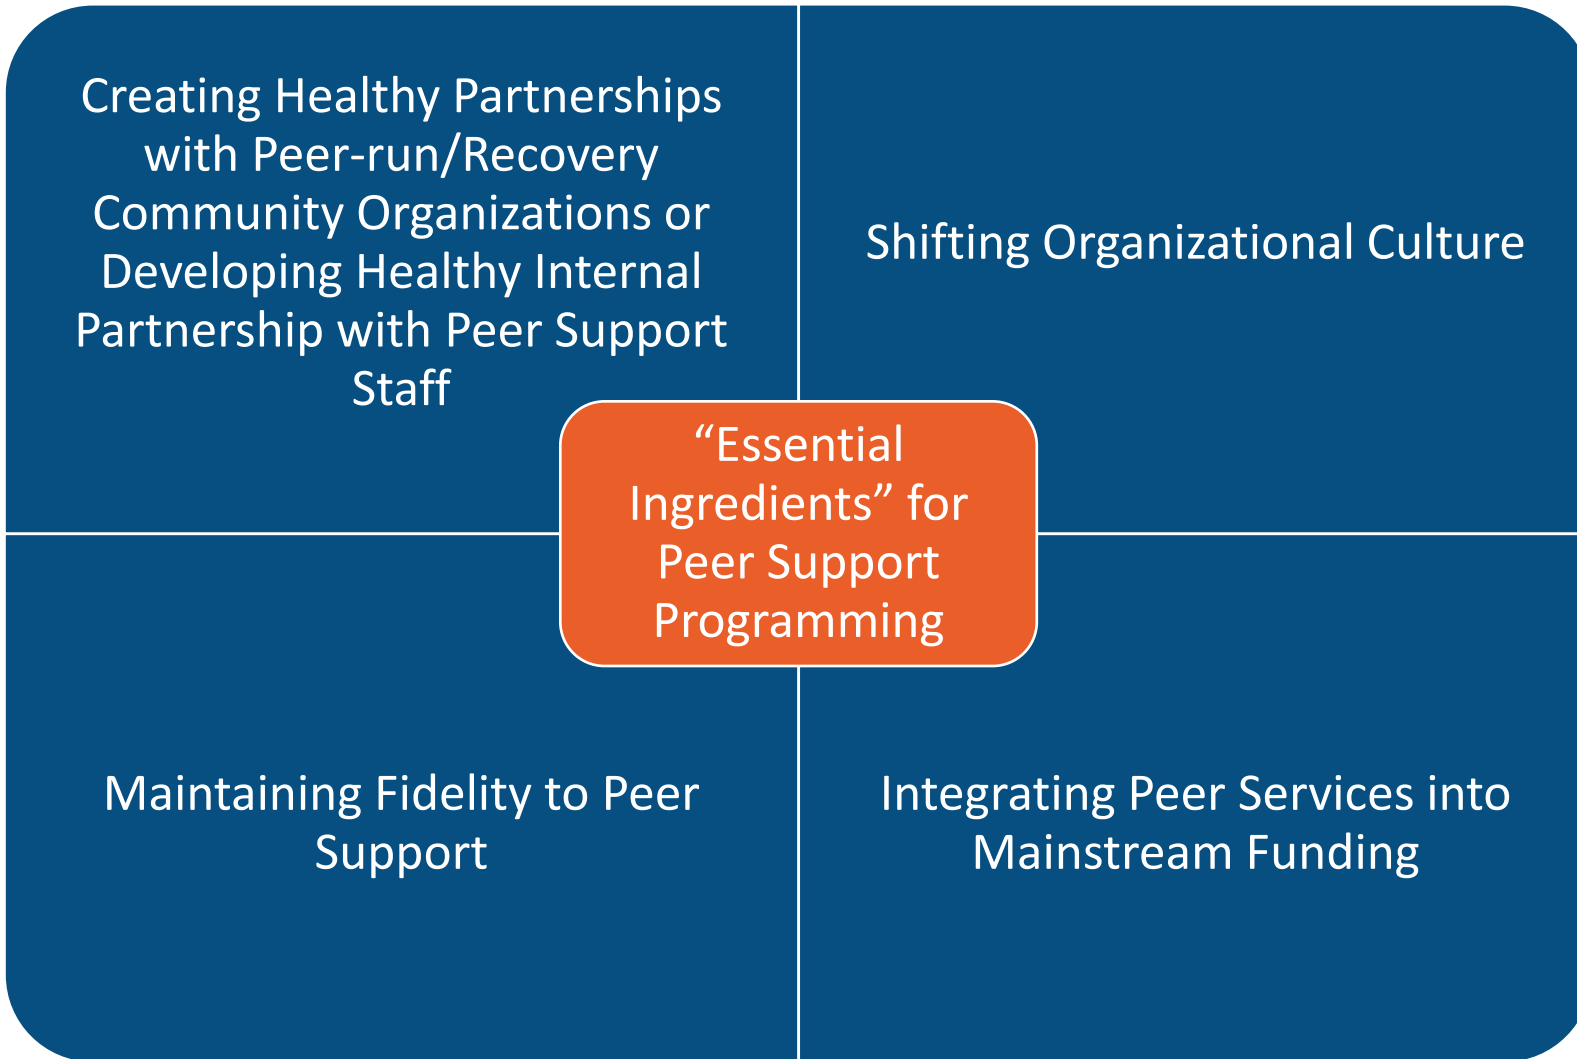 Creating Healthy Partnerships
with Peer-run/Recovery
Community Organizations or
Developing Healthy Internal
Partnership with Peer Support
Staff
Shifting Organizational Culture
“Essential
Ingredients” for
Peer Support
Programming
Maintaining Fidelity to Peer
Support
Integrating Peer Services into
Mainstream Funding